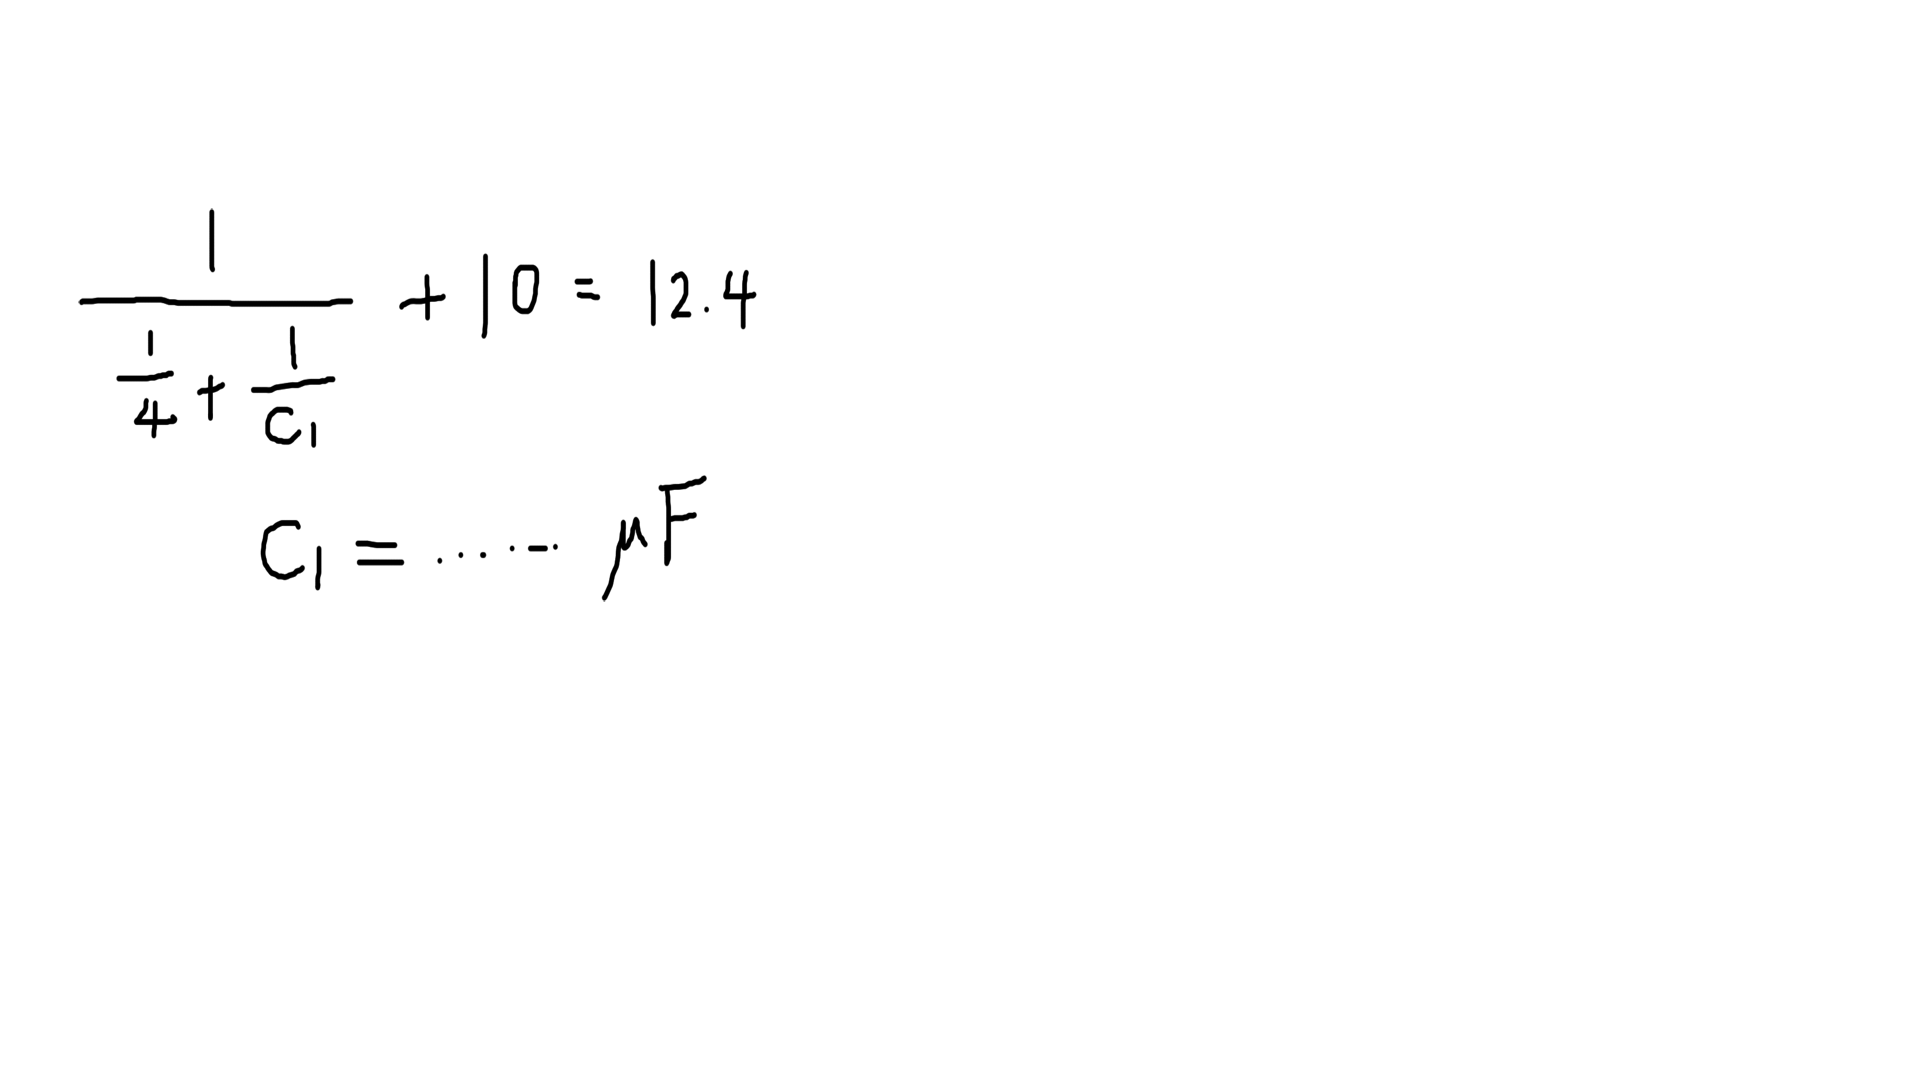 1/(1/4 + 1/C₁) + 10 = 12.4
C₁ = ....-. μF